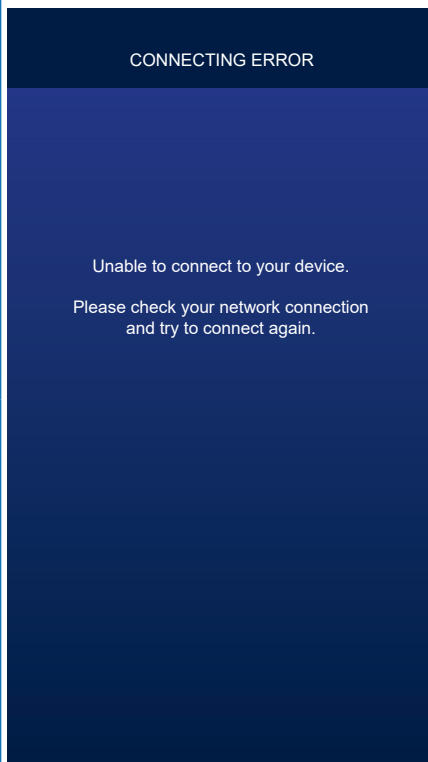 CONNECTING ERROR
Unable to connect to your device.
Please check your network connection
and try to connect again.